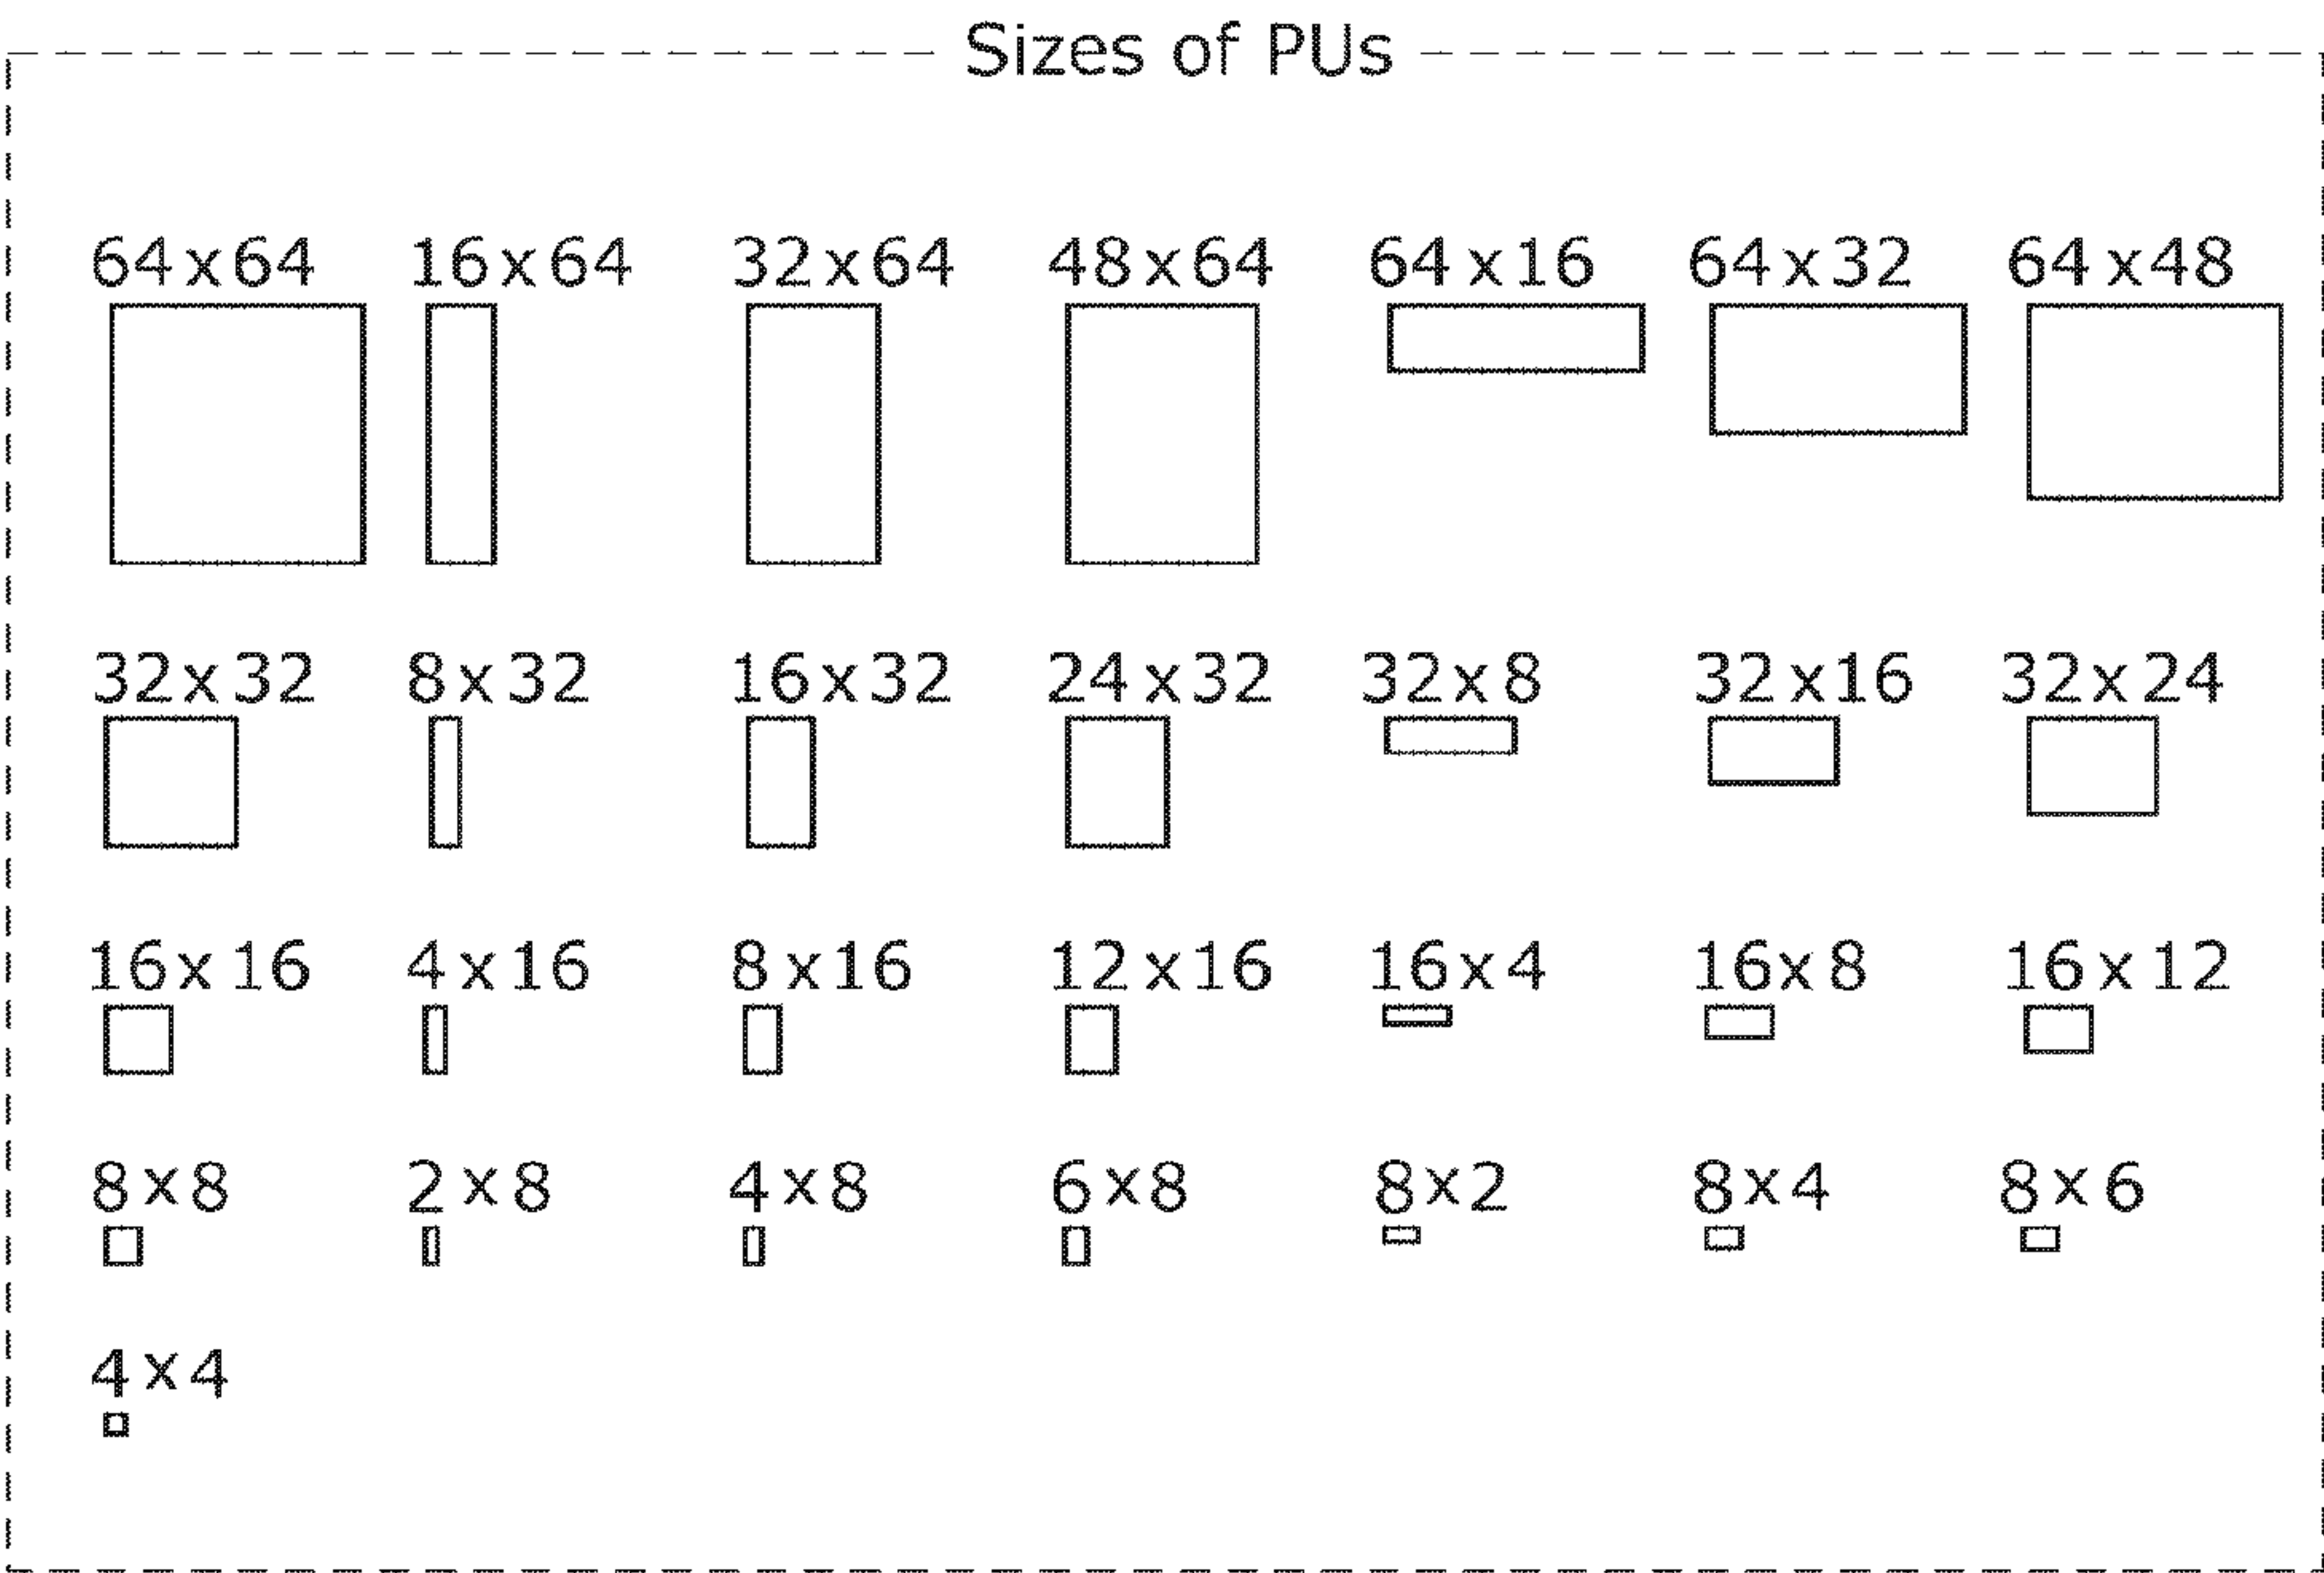 Sizes of PUs
64x64 16x64 32x64 48x64 64x16 64x32 64x48
32x32 8x32 16x32 24x32 32x8 32x16 32x24
16x16 4x16 8x16 12x16 16x4 16x8 16x12
8x8 2x8 4x8 6x8 8x2 8x4 8x6
4x4